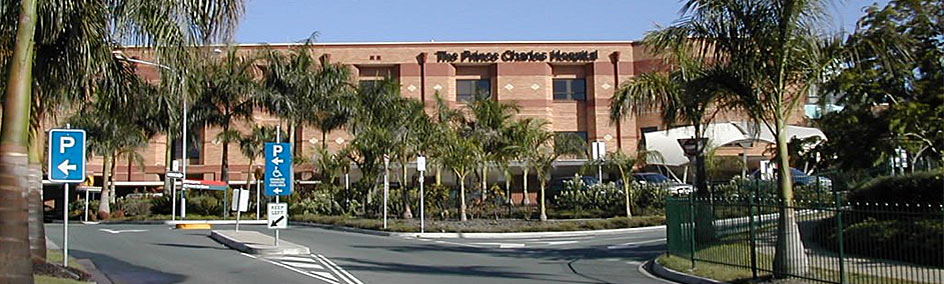 The Prince Charles Hospital
P
P
KEEP
LEFT